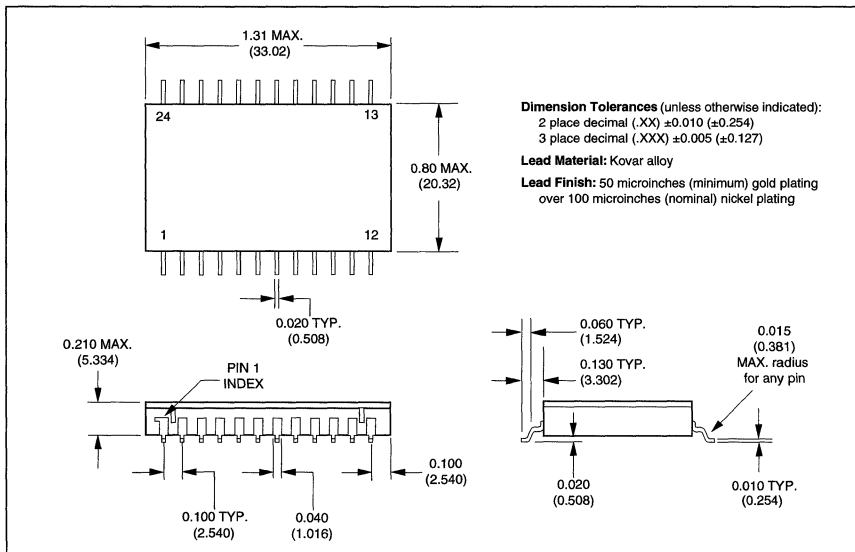 1.31 MAX.
(33.02)
24
13
1
12
0.80 MAX.
(20.32)
Dimension Tolerances (unless otherwise indicated):
2 place decimal (.XX) ±0.010 (±0.254)
3 place decimal (.XXX) ±0.005 (±0.127)
Lead Material: Kovar alloy
Lead Finish: 50 microinches (minimum) gold plating
over 100 microinches (nominal) nickel plating
0.020 TYP.
(0.508)
0.210 MAX.
(5.334)
PIN 1
INDEX
0.100 TYP.
(2.540)
0.040
(1.016)
0.100
(2.540)
0.060 TYP.
(1.524)
0.130 TYP.
(3.302)
0.015
(0.381)
MAX. radius
for any pin
0.020
(0.508)
0.010 TYP.
(0.254)